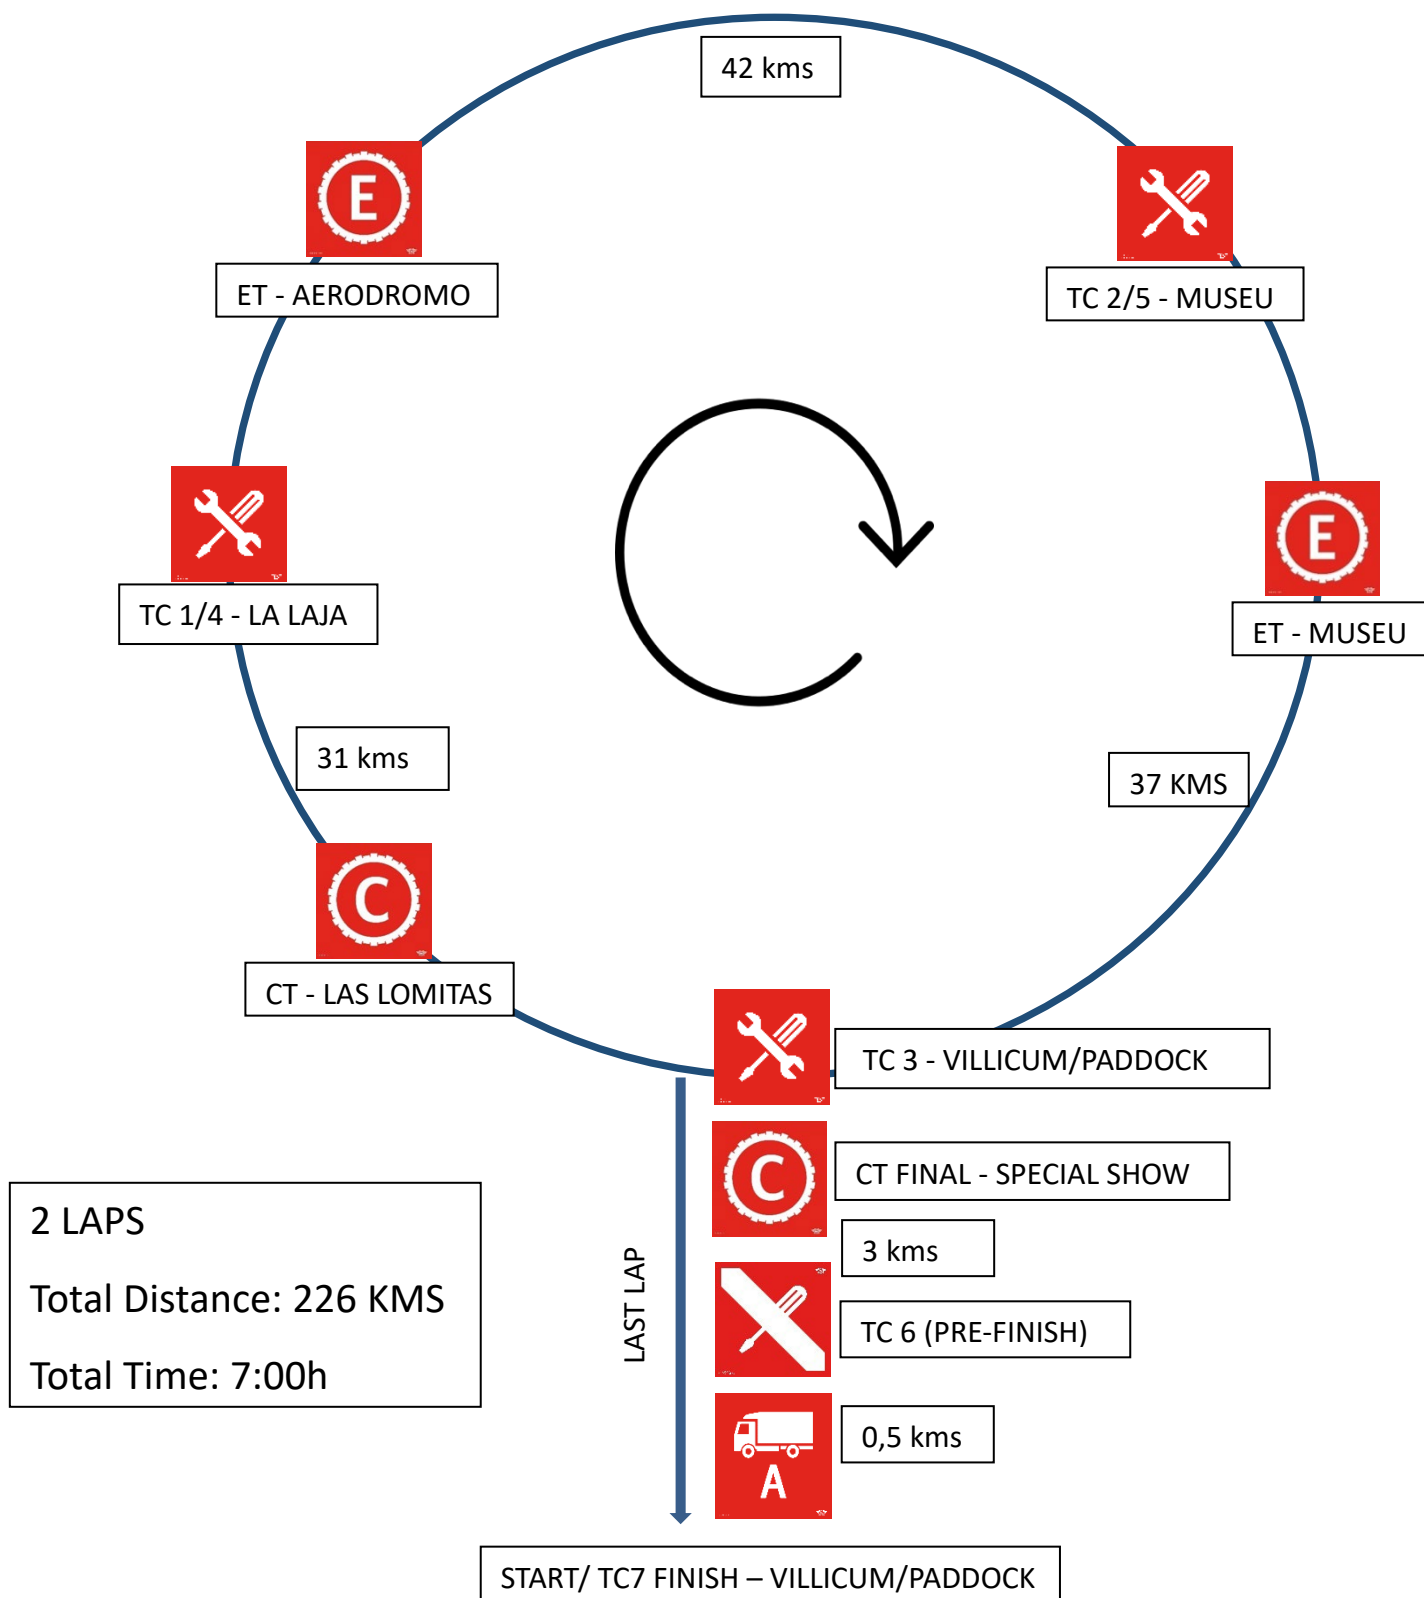 42 kms
E
ET - AERODROMO
TC 2/5 - MUSEU
TC 1/4 - LA LAJA
E
ET - MUSEU
31 kms
37 KMS
C
CT - LAS LOMITAS
TC 3 - VILLICUM/PADDOCK
C
CT FINAL - SPECIAL SHOW
2 LAPS
Total Distance: 226 KMS
Total Time: 7:00h
LAST LAP
3 kms
TC 6 (PRE-FINISH)
A
0,5 kms
START/ TC7 FINISH – VILLICUM/PADDOCK